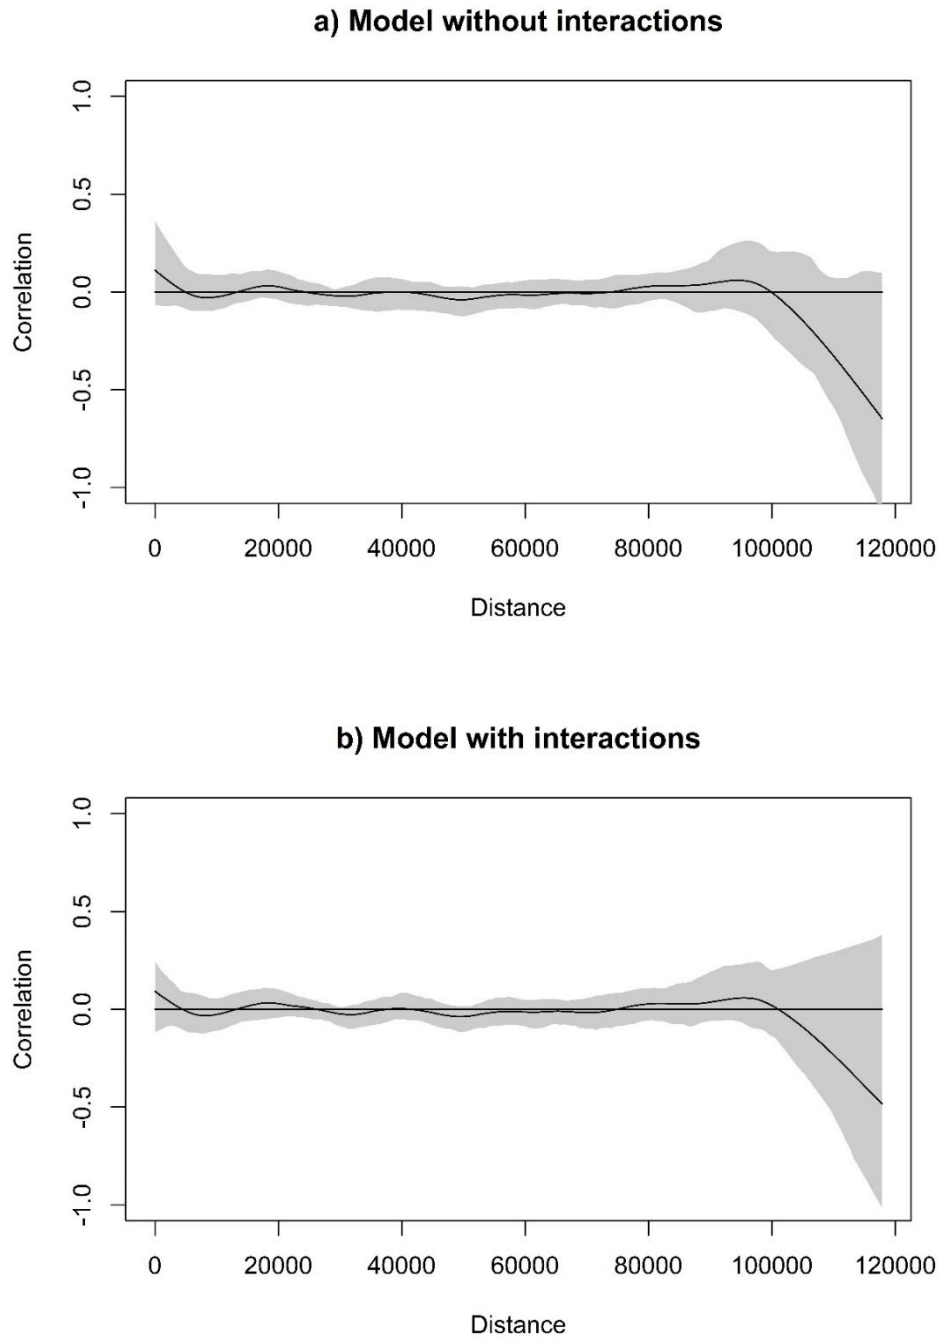 a) Model without interactions
1.0
0.5
0.0
-0.5
-1.0
Correlation
0 20000 40000 60000 80000 100000 120000
Distance
b) Model with interactions
1.0
0.5
0.0
-0.5
-1.0
Correlation
0 20000 40000 60000 80000 100000 120000
Distance